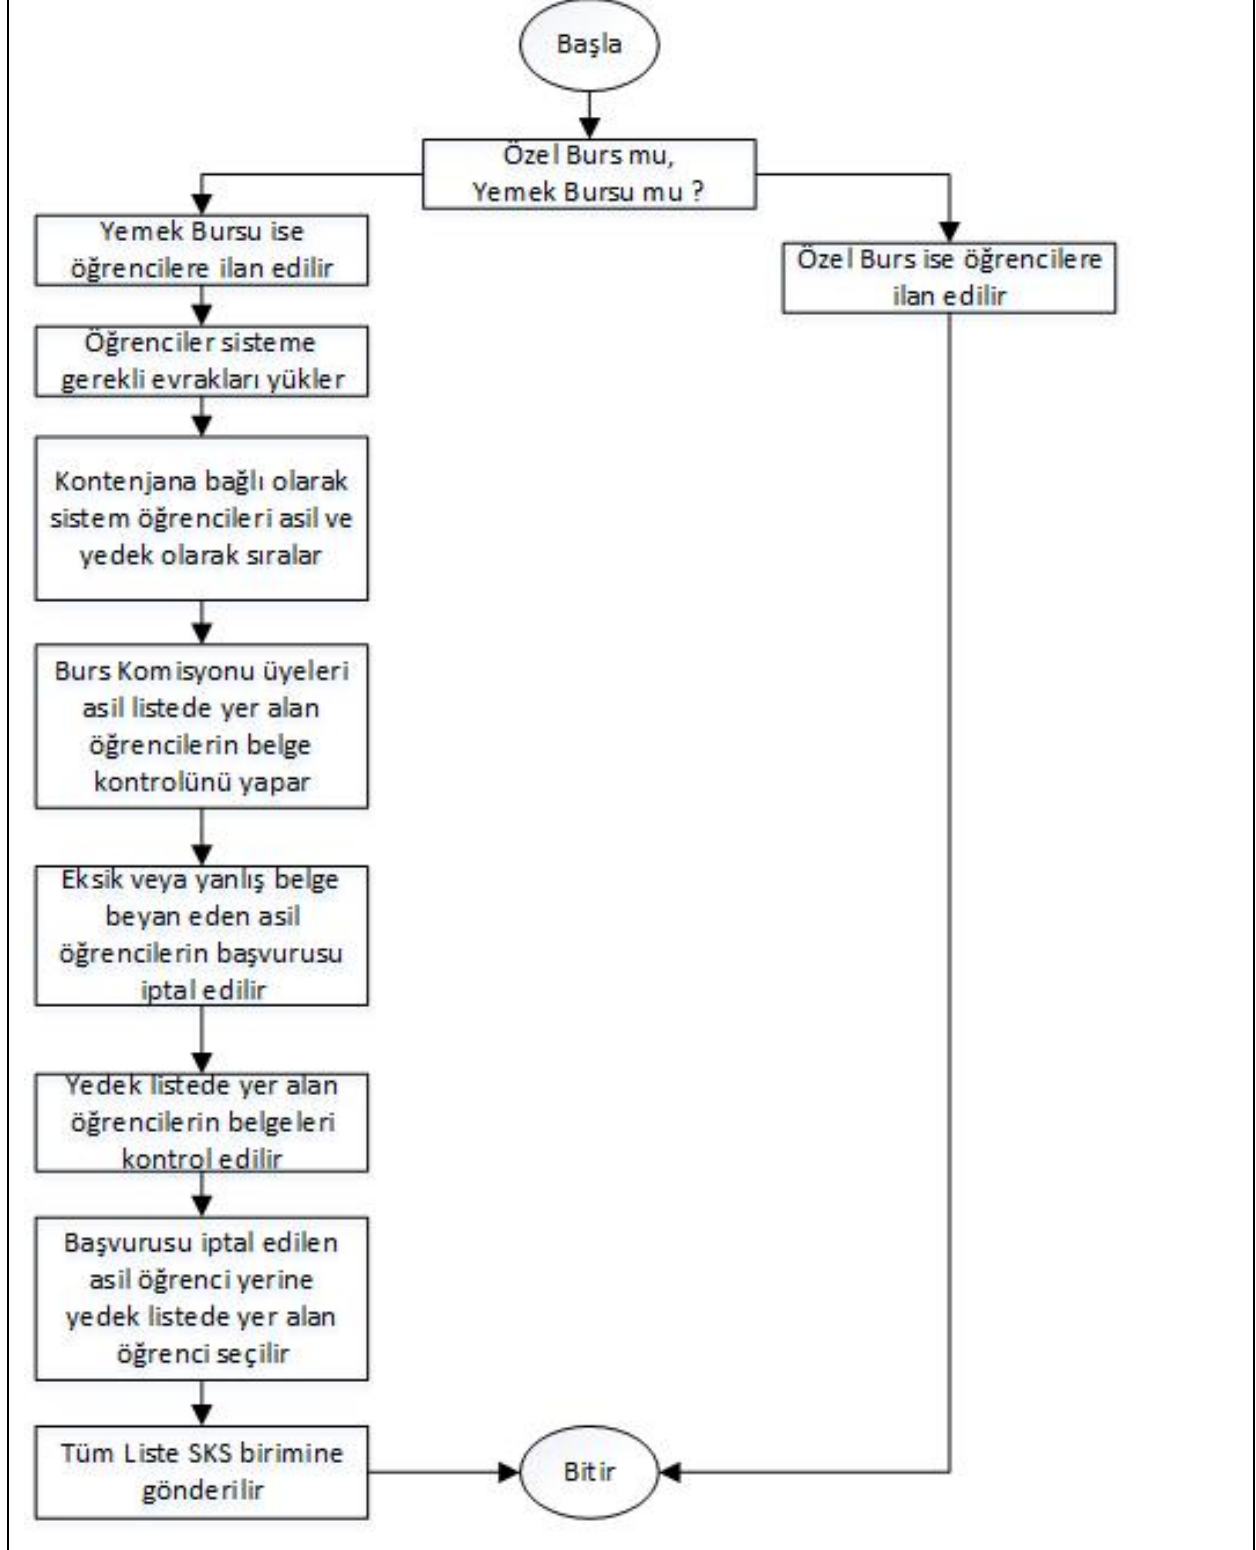 Başla
Özel Burs mu,
Yemek Bursu mu ?
Yemek Bursu ise
öğrencilere ilan edilir
Özel Burs ise öğrencilere
ilan edilir
Öğrenciler sisteme
gerekli evrakları yükler
Kontenjana bağlı olarak
sistem öğrencileri asil ve
yedek olarak sıralar
Burs Komisyonu üyeleri
asil listede yer alan
öğrencilerin belge
kontrolünü yapar
Eksik veya yanlış belge
beyan eden asil
öğrencilerin başvurusu
iptal edilir
Yedek listede yer alan
öğrencilerin belgeleri
kontrol edilir
Başvurusu iptal edilen
asil öğrenci yerine
yedek listede yer alan
öğrenci seçilir
Tüm Liste SKS birimine
gönderilir
Bitir